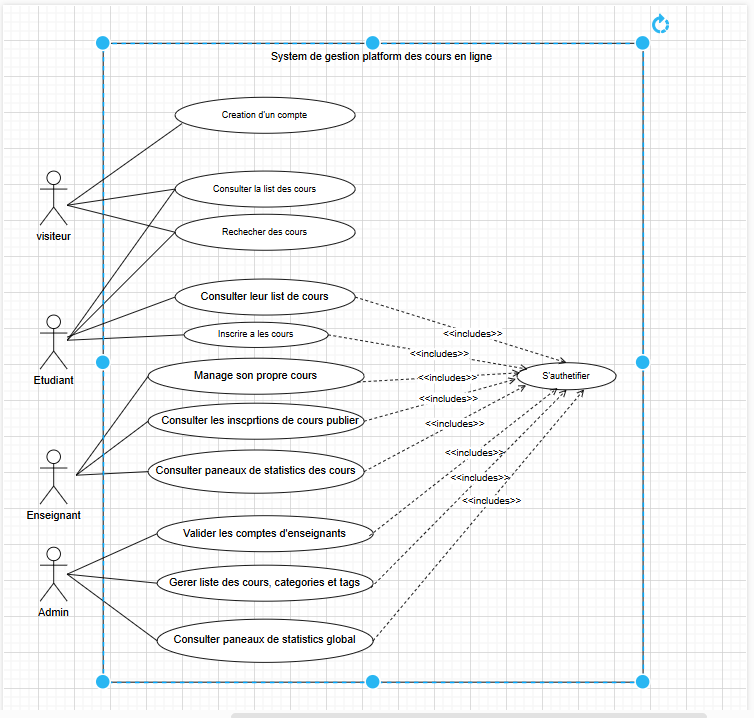 System de gestion platform des cours en ligne
Creation d'un compte
Consulter la list des cours
visiteur
Rechecher des cours
Consulter leur list de cours
Inscrire a les cours
<<includes>>
<<includes>>
Etudiant
Manage son propre cours
<<includes>>
S'authetifier
<<includes>>
Consulter les inscprtions de cours publier
<<includes>>
<<includes>>
Consulter paneaux de statistics des cours
<<includes>>
<<includes>>
Enseignant
Valider les comptes d'enseignants
Gerer liste des cours, categories et tags
Admin
Consulter paneaux de statistics global